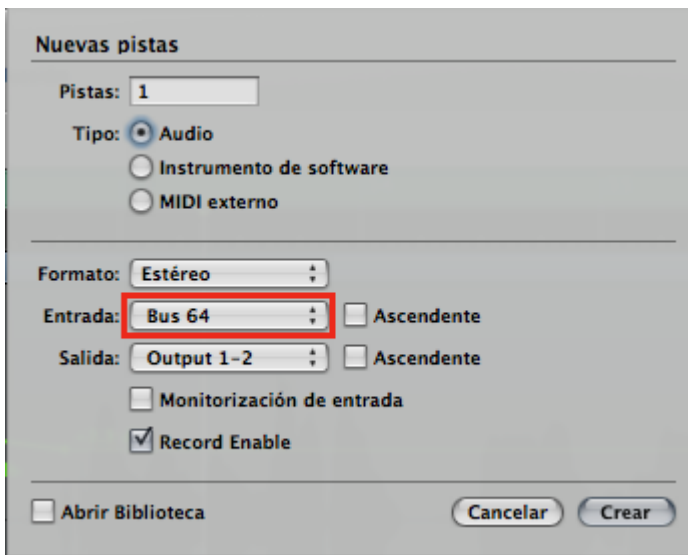 Nuevas pistas
Pistas: 1
Tipo: Audio
Instrumento de software
MIDI externo
Formato: Estéreo
Entrada: Bus 64 Ascendente
Salida: Output 1-2 Ascendente
Monitorización de entrada
Record Enable
Abrir Biblioteca Cancelar Crear